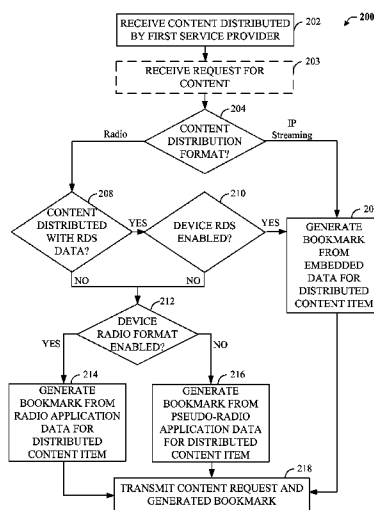 RECEIVE CONTENT DISTRIBUTED
BY FIRST SERVICE PROVIDER
202
200
RECEIVE REQUEST FOR
CONTENT
203
204
Radio
CONTENT
DISTRIBUTION
FORMAT?
IP
Streaming
208
CONTENT
DISTRIBUTED
WITH RDS
DATA?
YES
210
DEVICE RDS
ENABLED?
YES
GENERATE
BOOKMARK
FROM
EMBEDDED
DATA FOR
DISTRIBUTED
CONTENT ITEM
NO
NO
212
DEVICE
RADIO FORMAT
ENABLED?
YES
NO
214
GENERATE
BOOKMARK FROM
RADIO APPLICATION
DATA FOR
DISTRIBUTED
CONTENT ITEM
216
GENERATE
BOOKMARK FROM
PSEUDO-RADIO
APPLICATION DATA
FOR DISTRIBUTED
CONTENT ITEM
218
TRANSMIT CONTENT REQUEST AND
GENERATED BOOKMARK